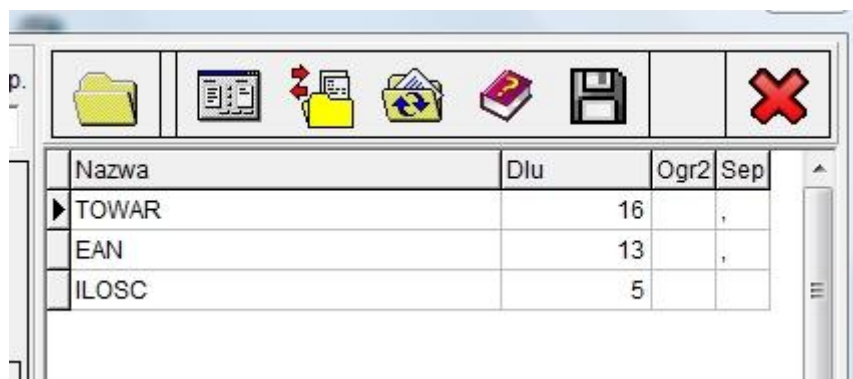 p.
Nazwa Dlu Ogr2 Sep
TOWAR 16 ,
EAN 13 ,
ILOSC 5